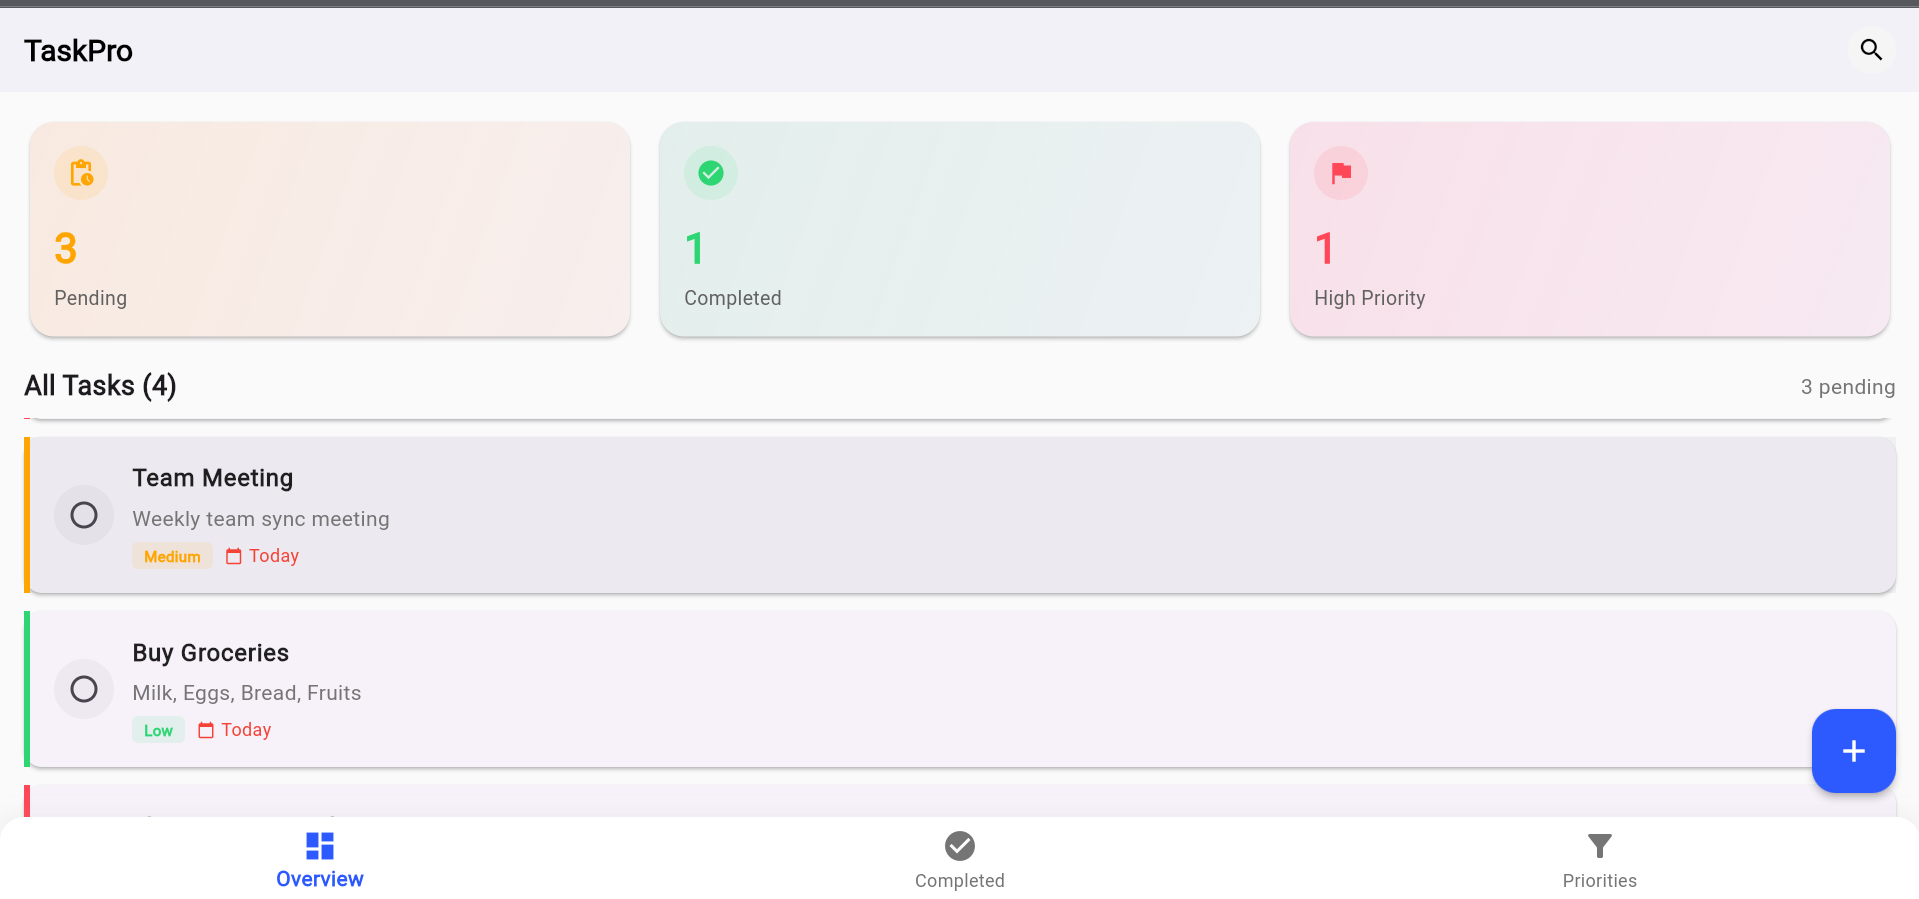 TaskPro
3
Pending
1
Completed
1
High Priority
All Tasks (4)
3 pending
Team Meeting
Weekly team sync meeting
Medium
Today
Buy Groceries
Milk, Eggs, Bread, Fruits
Low
Today
Overview
Completed
Priorities